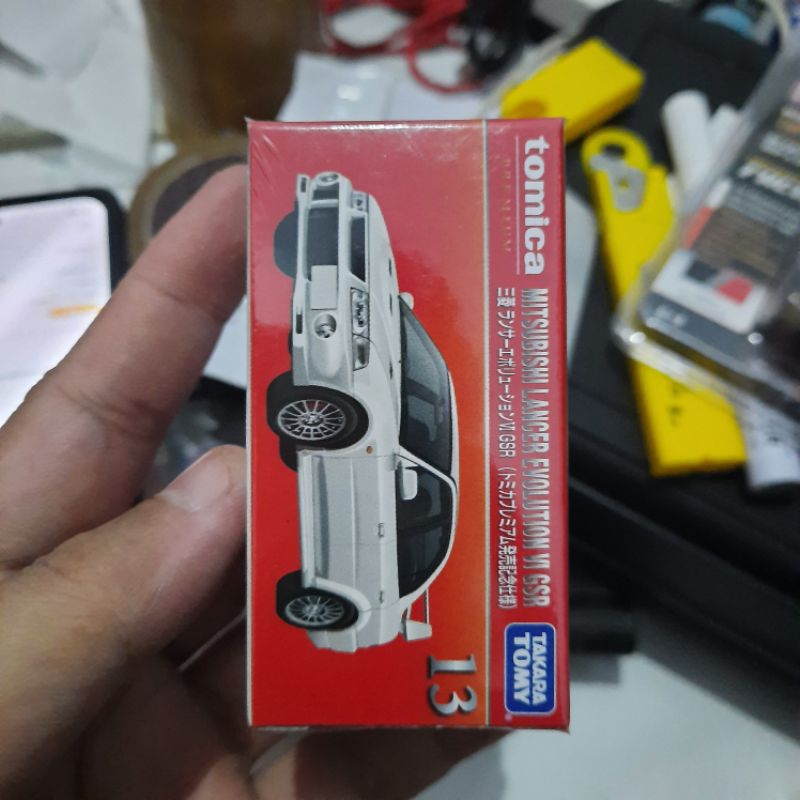 tomica
PREMIUM
MITSUBISHI LANCER EVOLUTION VI GSR
三菱 ランサーエボリューションVI GSR （トミカプレミアム発売記念仕様）
13
TAKARA
TOMY